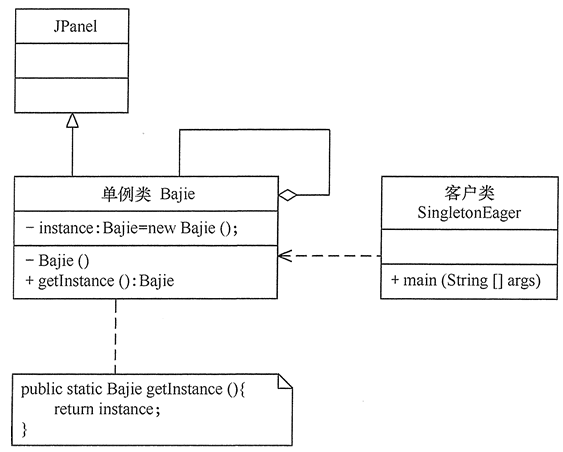 JPanel
单例类 Bajie
- instance:Bajie=new Bajie();
- Bajie()
+ getInstance():Bajie
客户类
SingletonEager
+ main(String [] args)
public static Bajie getInstance(){
return instance;
}